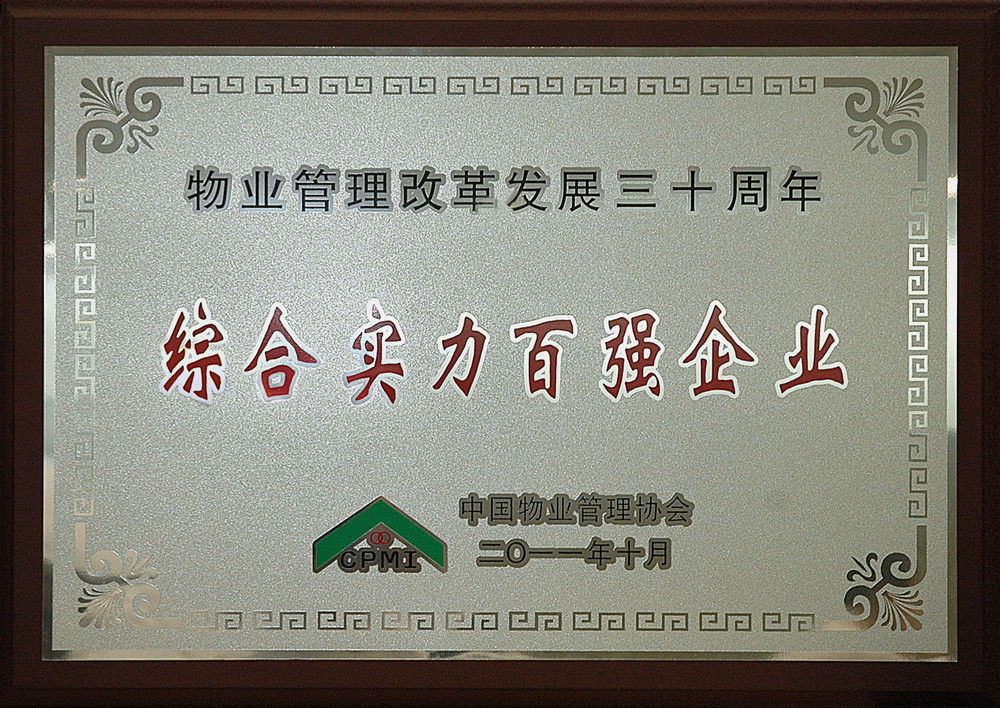 物业管理改革发展三十周年
综合实力百强企业
中国物业管理协会
CPMI
二〇一一年十月